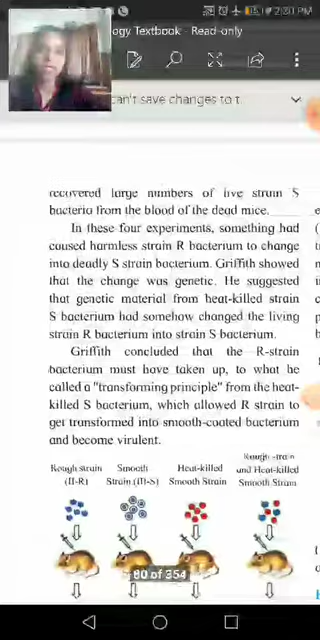 2:30 PM
ogy Textbook - Read-only
can't save changes to t
recovered large numbers of live strain S
bacteria from the blood of the dead mice.
In these four experiments, something had
caused harmless strain R bacterium to change
into deadly S strain bacterium. Griffith showed
that the change was genetic. He suggested
that genetic material from heat-killed strain
S bacterium had somehow changed the living
strain R bacterium into strain S bacterium.
Griffith concluded that the R-strain
bacterium must have taken up, to what he
called a "transforming principle" from the heat-
killed S bacterium, which allowed R strain to
get transformed into smooth-coated bacterium
and become virulent.
Rough strain
(II-R)
Smooth
Strain (III-S)
Heat-killed
Smooth Strain
Rough strain
and Heat-killed
Smooth Strain
80 of 354